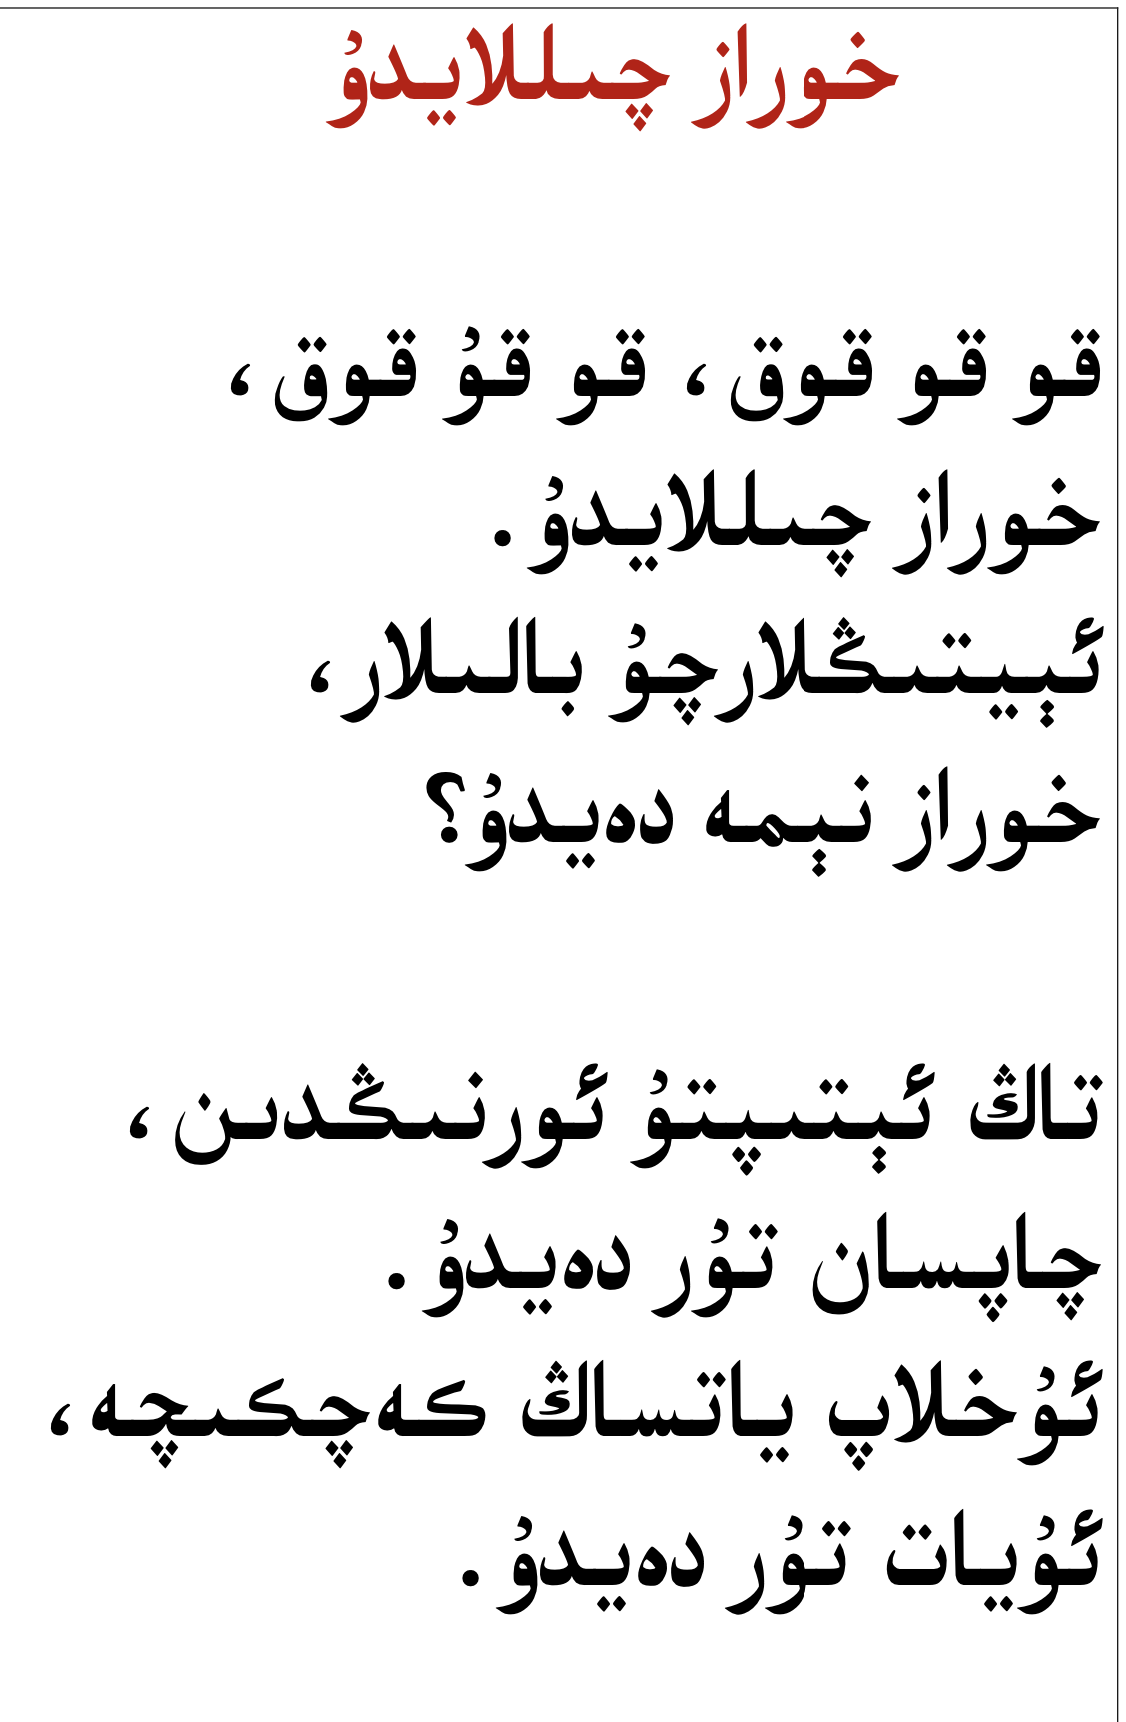 خوراز چىللايدۇ
قو قو قوق، قو قۇ قوق،
خوراز چىللايدۇ.
ئېيتىڭلارچۇ بالىلار،
خوراز نېمە دەيدۇ؟
تاڭ ئېتىپتۇ ئورنىڭدىن،
چاپسان تۇر دەيدۇ.
ئۇخلاپ ياتساڭ كەچكىچە،
ئۇيات تۇر دەيدۇ.